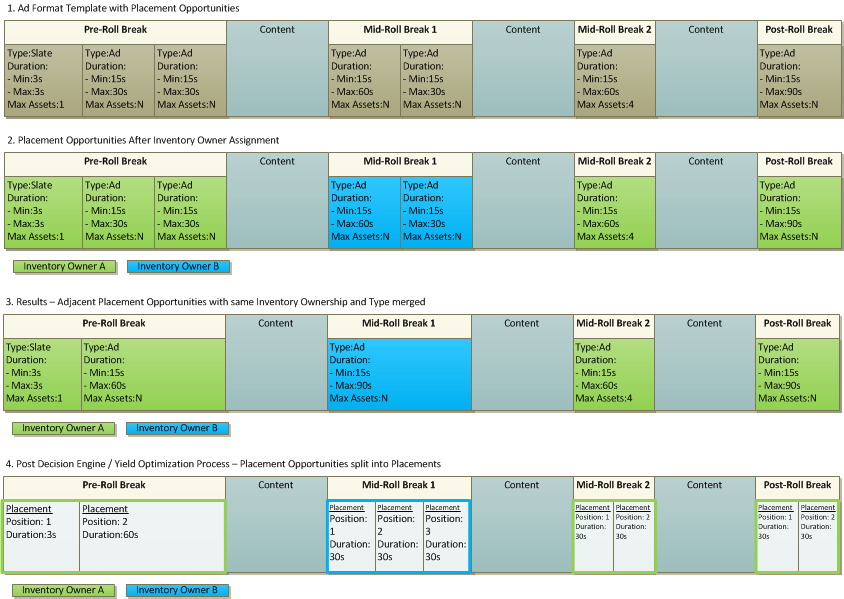 1. Ad Format Template with Placement Opportunities
Pre-Roll Break
Content
Mid-Roll Break 1
Content
Mid-Roll Break 2
Content
Post-Roll Break
Type:Slate
Duration:
- Min:3s
- Max:3s
Max Assets:1
Type:Ad
Duration:
- Min:15s
- Max:30s
Max Assets:N
Type:Ad
Duration:
- Min:15s
- Max:30s
Max Assets:N
Type:Ad
Duration:
- Min:15s
- Max:60s
Max Assets:N
Type:Ad
Duration:
- Min:15s
- Max:30s
Max Assets:N
Type:Ad
Duration:
- Min:15s
- Max:60s
Max Assets:4
Type:Ad
Duration:
- Min:15s
- Max:90s
Max Assets:N
2. Placement Opportunities After Inventory Owner Assignment
Pre-Roll Break
Content
Mid-Roll Break 1
Content
Mid-Roll Break 2
Content
Post-Roll Break
Type:Slate
Duration:
- Min:3s
- Max:3s
Max Assets:1
Type:Ad
Duration:
- Min:15s
- Max:30s
Max Assets:N
Type:Ad
Duration:
- Min:15s
- Max:30s
Max Assets:N
Type:Ad
Duration:
- Min:15s
- Max:60s
Max Assets:N
Type:Ad
Duration:
- Min:15s
- Max:30s
Max Assets:N
Type:Ad
Duration:
- Min:15s
- Max:60s
Max Assets:4
Type:Ad
Duration:
- Min:15s
- Max:90s
Max Assets:N
Inventory Owner A
Inventory Owner B
3. Results – Adjacent Placement Opportunities with same Inventory Ownership and Type merged
Pre-Roll Break
Content
Mid-Roll Break 1
Content
Mid-Roll Break 2
Content
Post-Roll Break
Type:Slate
Duration:
- Min:3s
- Max:3s
Max Assets:1
Type:Ad
Duration:
- Min:15s
- Max:60s
Max Assets:N
Type:Ad
Duration:
- Min:15s
- Max:90s
Max Assets:N
Type:Ad
Duration:
- Min:15s
- Max:60s
Max Assets:4
Type:Ad
Duration:
- Min:15s
- Max:90s
Max Assets:N
Inventory Owner A
Inventory Owner B
4. Post Decision Engine / Yield Optimization Process – Placement Opportunities split into Placements
Pre-Roll Break
Content
Mid-Roll Break 1
Content
Mid-Roll Break 2
Content
Post-Roll Break
Placement
Position: 1
Duration:3s
Placement
Position: 2
Duration:60s
Placement
Position:
1
Duration:
30s
Placement
Position:
2
Duration:
30s
Placement
Position:
3
Duration:
30s
Placement
Position: 1
Duration:
30s
Placement
Position: 2
Duration:
30s
Placement
Position: 1
Duration:
30s
Placement
Position: 2
Duration:
30s
Inventory Owner A
Inventory Owner B